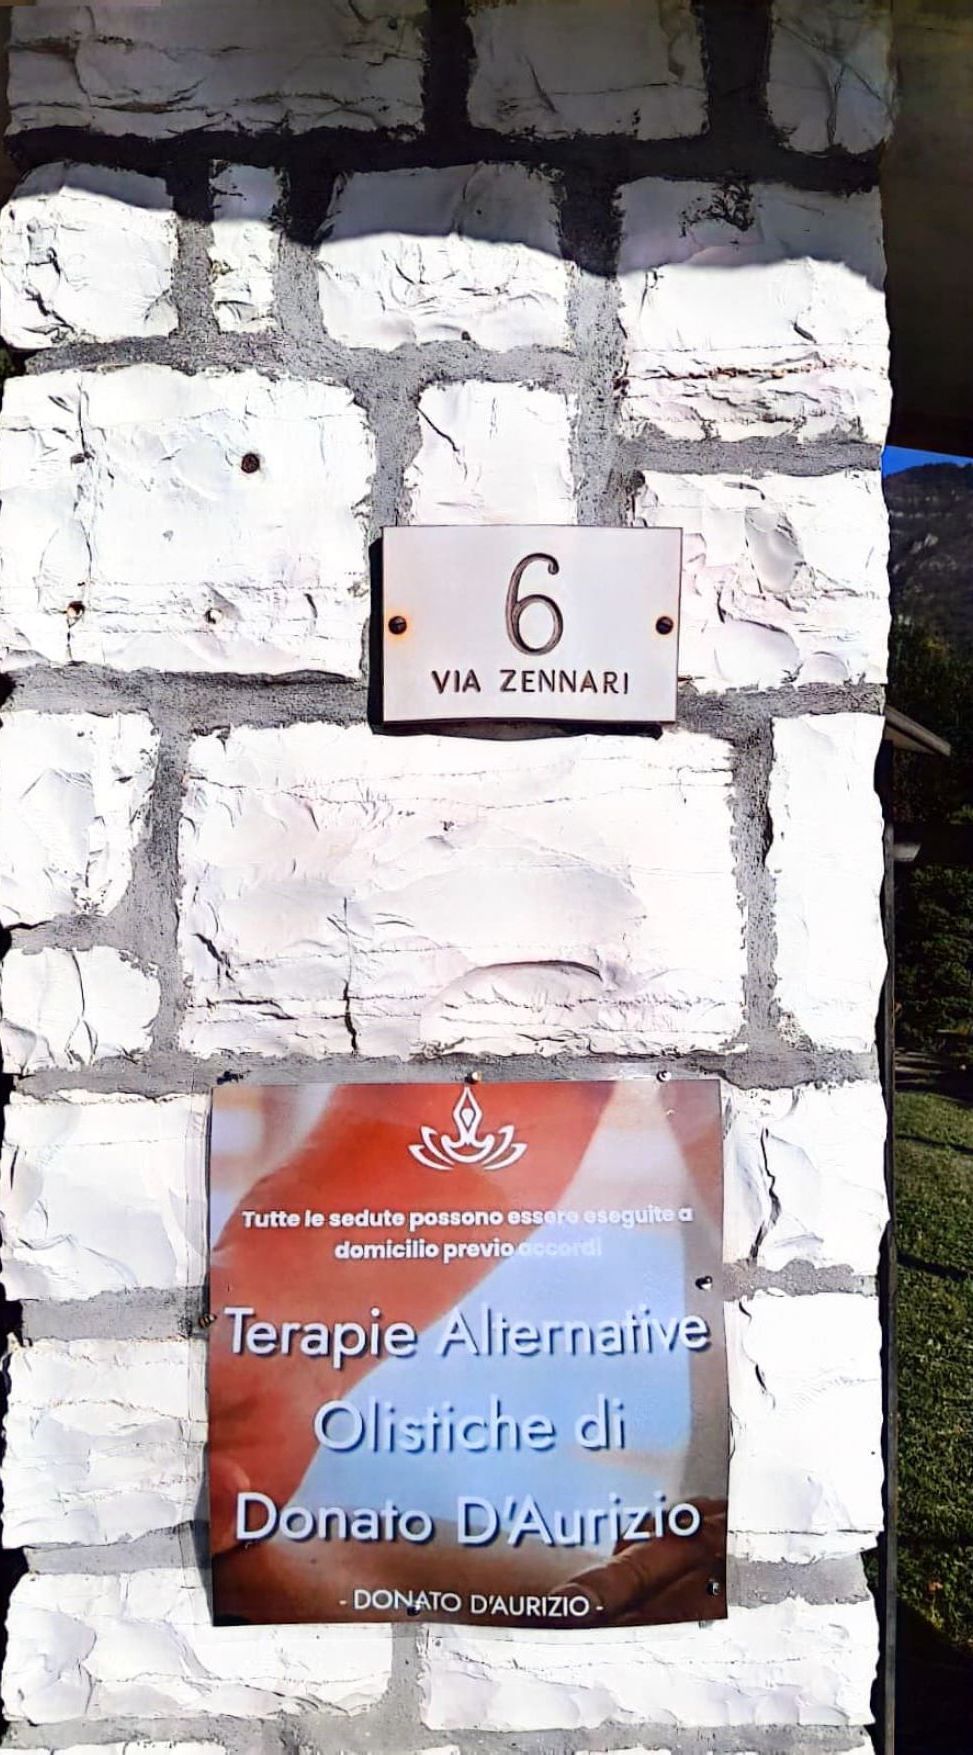 6
VIA ZENNARI
Tutte le sedute possono essere eseguite a
domicilio previo accordi
Terapie Alternative
Olistiche di
Donato D'Aurizio
- DONATO D'AURIZIO -